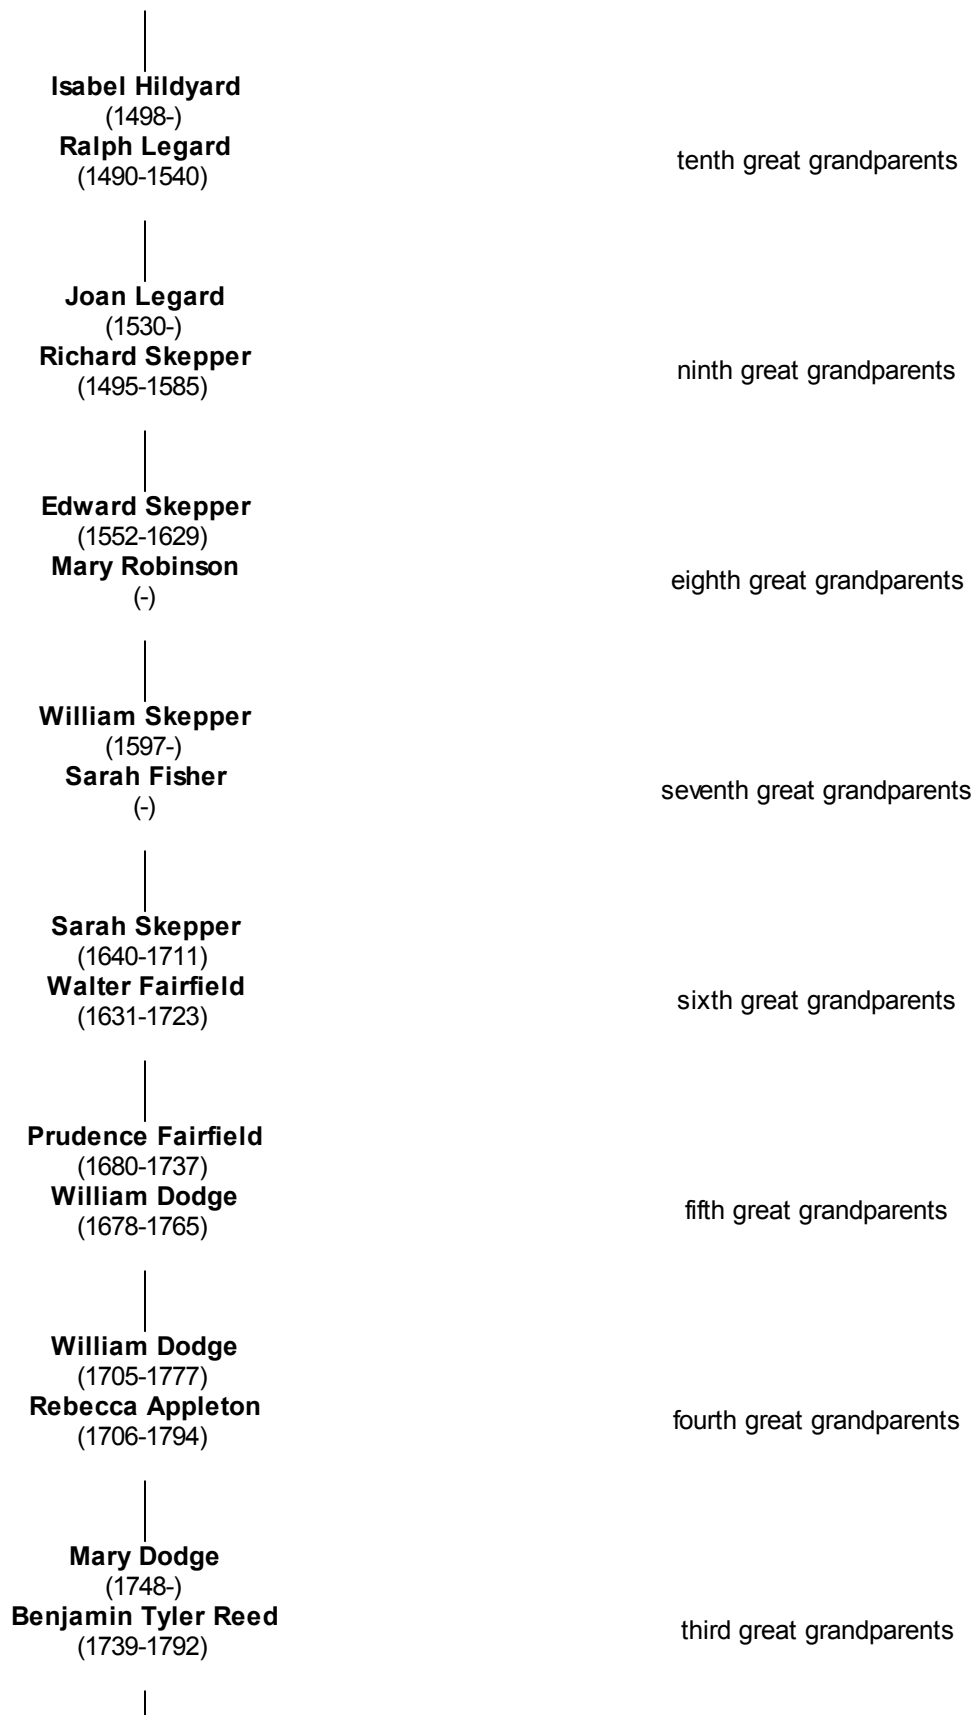 Isabel Hildyard
(1498-)
Ralph Legard
(1490-1540)
tenth great grandparents
Joan Legard
(1530-)
Richard Skepper
(1495-1585)
ninth great grandparents
Edward Skepper
(1552-1629)
Mary Robinson
(-)
eighth great grandparents
William Skepper
(1597-)
Sarah Fisher
(-)
seventh great grandparents
Sarah Skepper
(1640-1711)
Walter Fairfield
(1631-1723)
sixth great grandparents
Prudence Fairfield
(1680-1737)
William Dodge
(1678-1765)
fifth great grandparents
William Dodge
(1705-1777)
Rebecca Appleton
(1706-1794)
fourth great grandparents
Mary Dodge
(1748-)
Benjamin Tyler Reed
(1739-1792)
third great grandparents